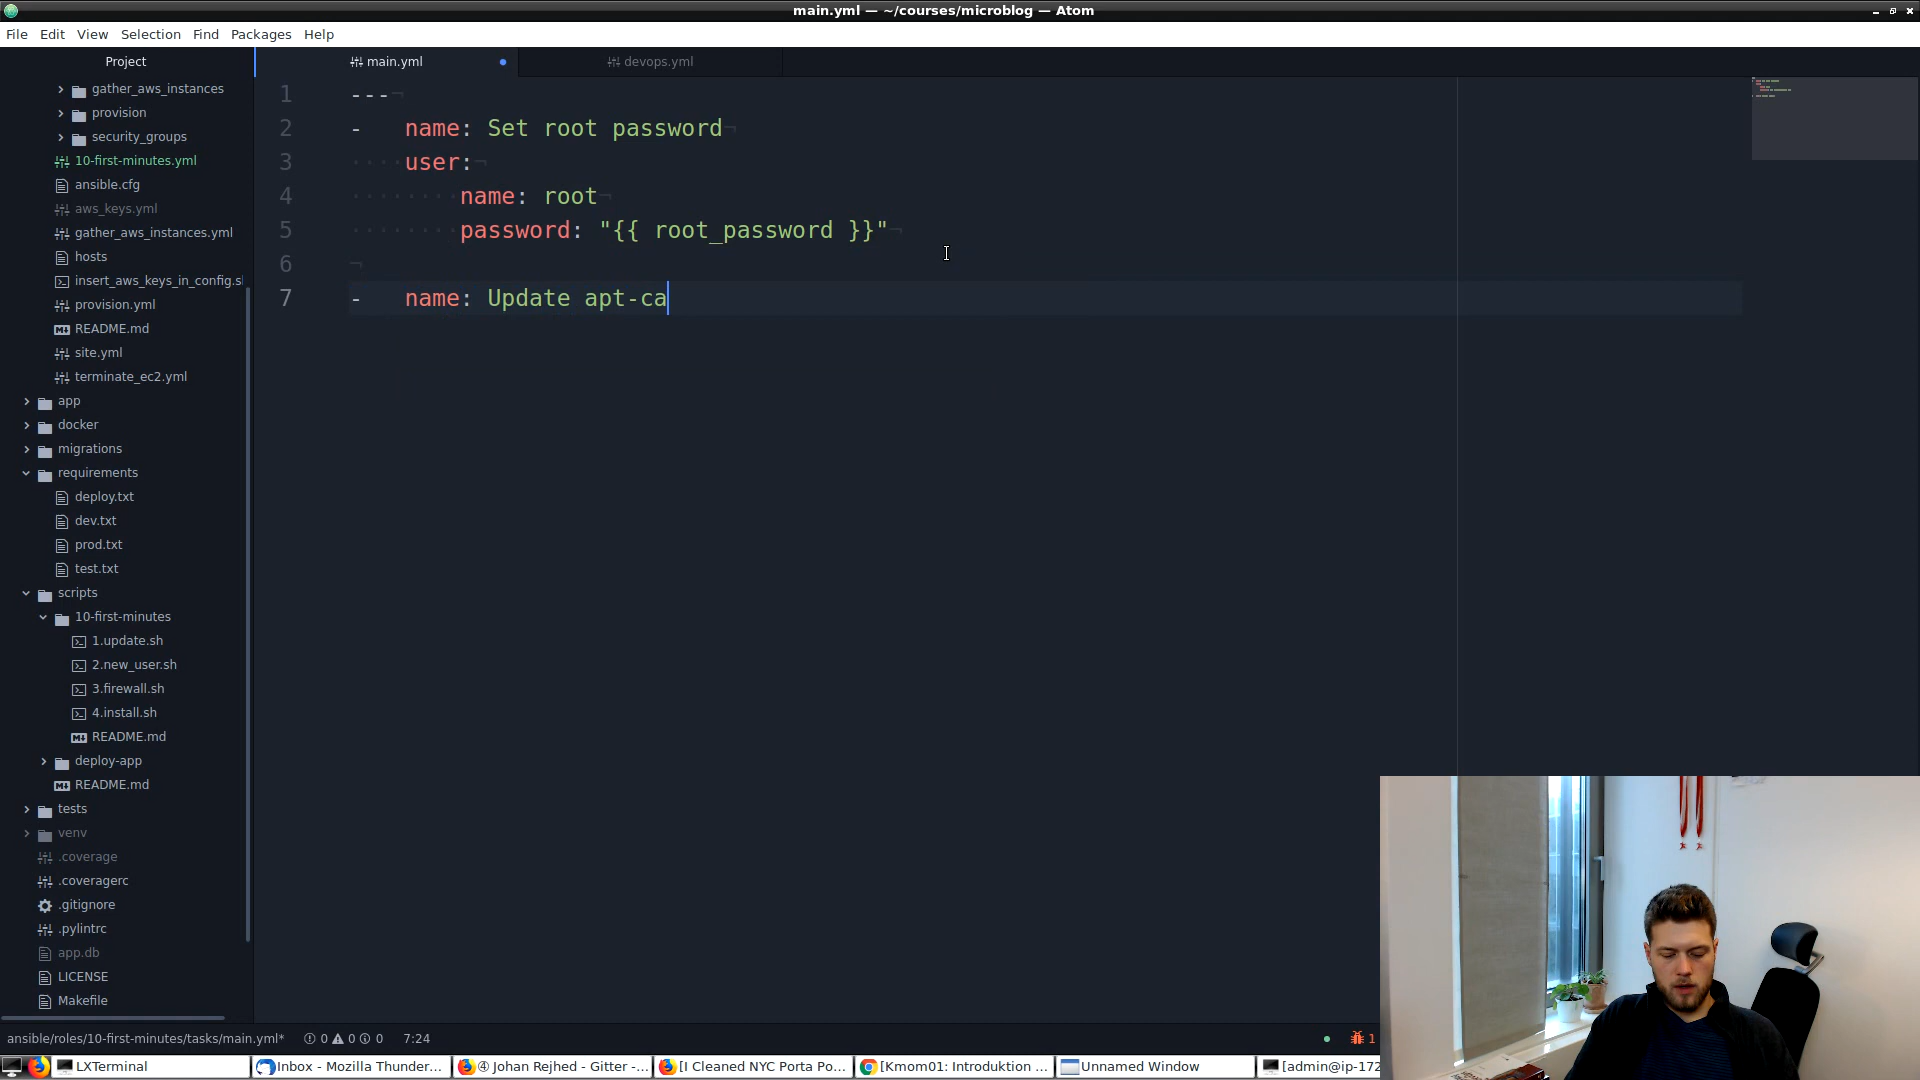 main.yml — ~/courses/microblog — Atom
File Edit View Selection Find Packages Help
Project
main.yml
devops.yml
gather_aws_instances
provision
security_groups
10-first-minutes.yml
ansible.cfg
aws_keys.yml
gather_aws_instances.yml
hosts
insert_aws_keys_in_config.sl
provision.yml
README.md
site.yml
terminate_ec2.yml
app
docker
migrations
requirements
deploy.txt
dev.txt
prod.txt
test.txt
scripts
10-first-minutes
1.update.sh
2.new_user.sh
3.firewall.sh
4.install.sh
README.md
deploy-app
README.md
tests
venv
.coverage
.coveragerc
.gitignore
.pylintrc
app.db
LICENSE
Makefile
1 ---
2 - name: Set root password
3 user:
4 name: root
5 password: "{{ root_password }}"
6
7 - name: Update apt-ca
ansible/roles/10-first-minutes/tasks/main.yml* 0 0 0 7:24
1
LXTerminal
Inbox - Mozilla Thunder...
④ Johan Rejhed - Gitter -...
[I Cleaned NYC Porta Po...
[Kmom01: Introduktion ...
Unnamed Window
[admin@ip-172